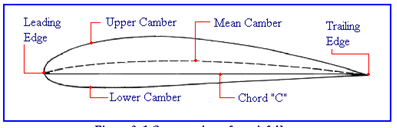 Leading
Edge
Upper Camber
Mean Camber
Trailing
Edge
Lower Camber
Chord "C"